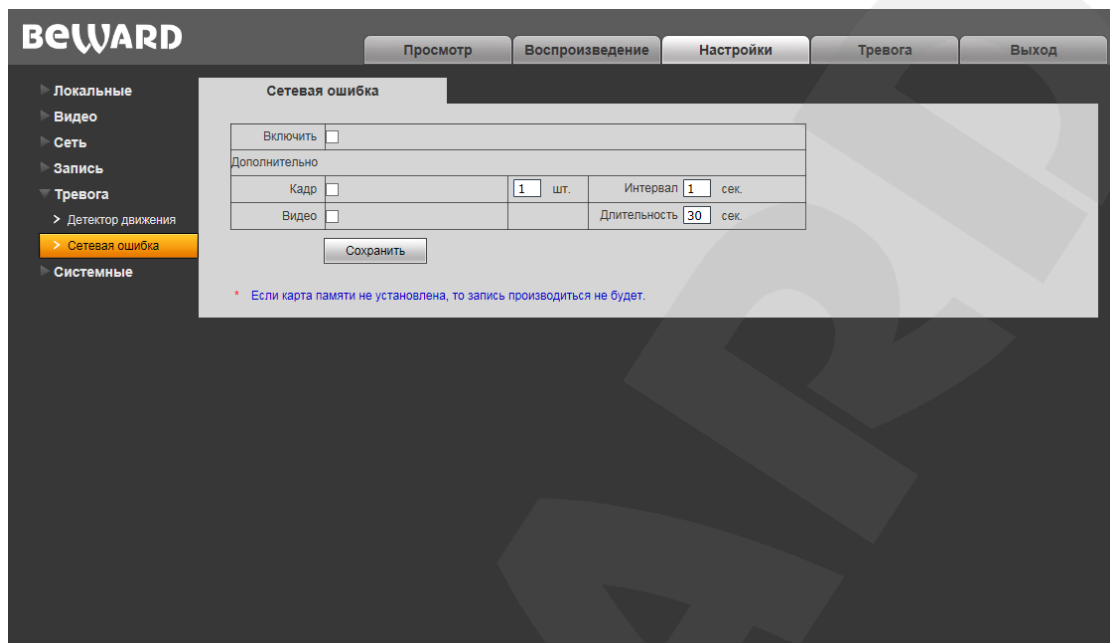 BEWARD
Просмотр Воспроизведение Настройки Тревога Выход
Локальные
Видео
Сеть
Запись
Тревога
> Детектор движения
> Сетевая ошибка
Системные
Сетевая ошибка
Включить
Дополнительно
Кадр 1 шт. Интервал 1 сек.
Видео Длительность 30 сек.
Сохранить
* Если карта памяти не установлена, то запись производиться не будет.